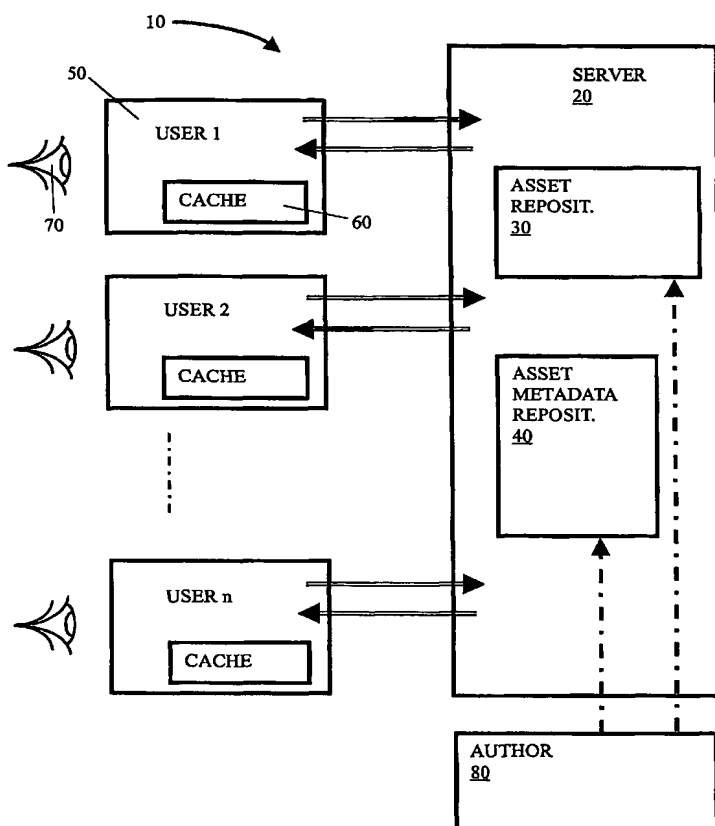 10
50
USER 1
CACHE
60
70
USER 2
CACHE
USER n
CACHE
SERVER
20
ASSET
REPOSIT.
30
ASSET
METADATA
REPOSIT.
40
AUTHOR
80